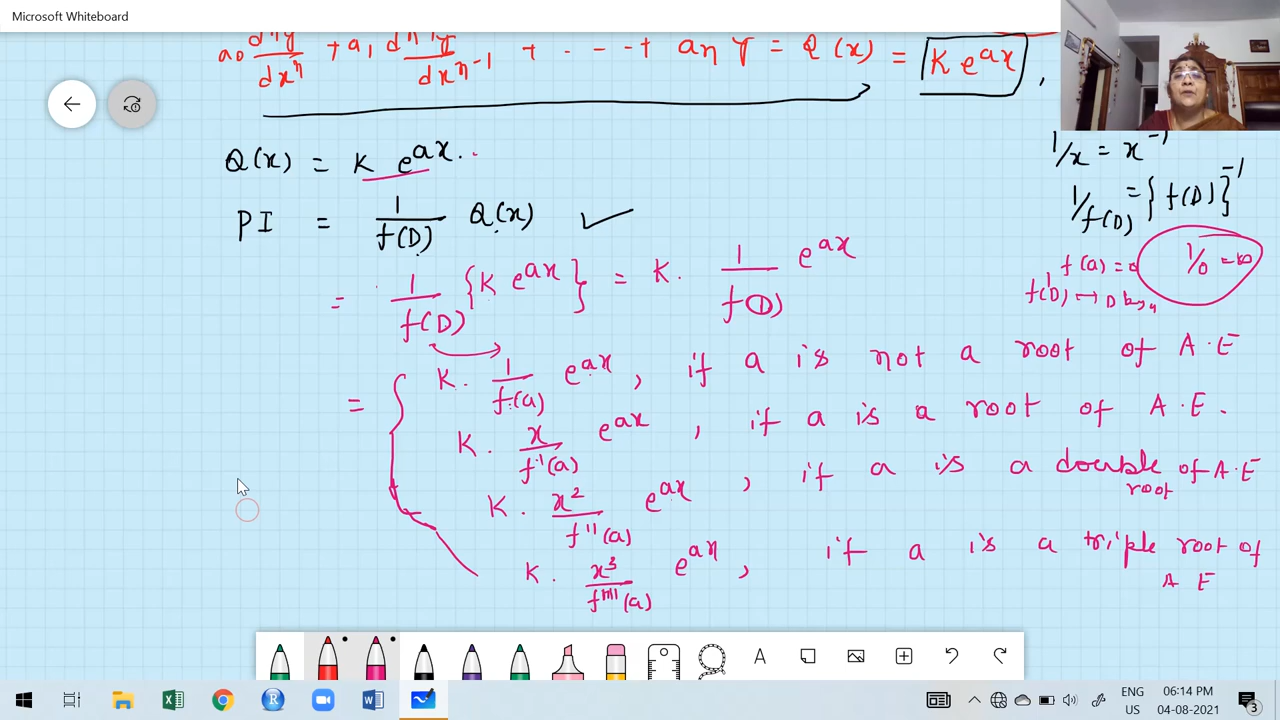 Microsoft Whiteboard
a₀ dⁿy/dxⁿ + a₁ dⁿ⁻¹y/dxⁿ⁻¹ + . - - + an y = Q(x) = K e^ax ,
Q(x) = K e^ax .
1/x = x⁻¹
1/f(D) = {f(D)}⁻¹
PI = 1/f(D) Q(x) ✓
f(a) = 0
1/0 = ∞
f(D) ↔ D by a
= 1/f(D) {K e^ax} = K . 1/f(D) e^ax
= { K . 1/f(a) e^ax , if a is not a root of A.E
K . x/f'(a) e^ax , if a is a root of A.E.
K . x²/f''(a) e^ax , if a is a double root of A.E
K . x³/f'''(a) e^ax , if a is a triple root of A E
A
ENG
US
06:14 PM
04-08-2021
3